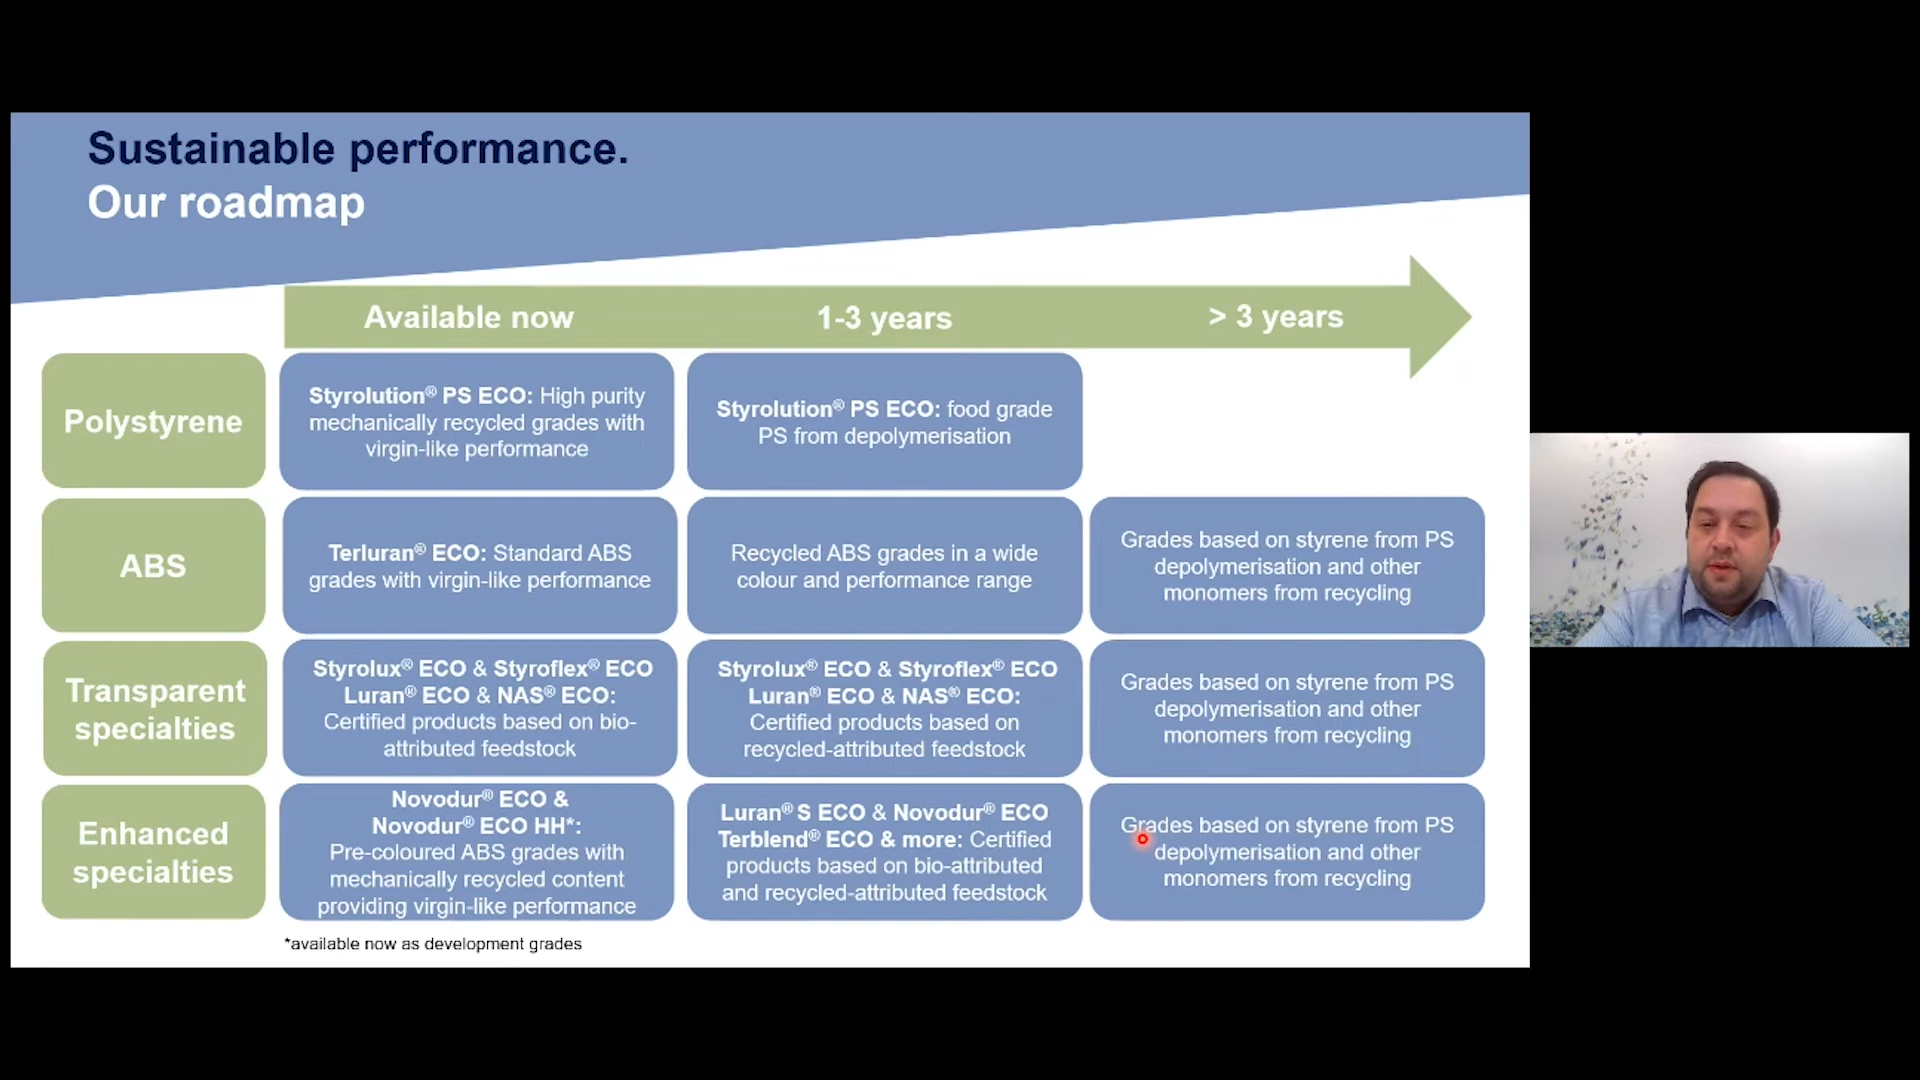 Sustainable performance.
Our roadmap
Available now
1-3 years
> 3 years
Polystyrene
Styrolution® PS ECO: High purity
mechanically recycled grades with
virgin-like performance
Styrolution® PS ECO: food grade
PS from depolymerisation
ABS
Terluran® ECO: Standard ABS
grades with virgin-like performance
Recycled ABS grades in a wide
colour and performance range
Grades based on styrene from PS
depolymerisation and other
monomers from recycling
Transparent
specialties
Styrolux® ECO & Styroflex® ECO
Luran® ECO & NAS® ECO:
Certified products based on bio-
attributed feedstock
Styrolux® ECO & Styroflex® ECO
Luran® ECO & NAS® ECO:
Certified products based on
recycled-attributed feedstock
Grades based on styrene from PS
depolymerisation and other
monomers from recycling
Enhanced
specialties
Novodur® ECO &
Novodur® ECO HH*:
Pre-coloured ABS grades with
mechanically recycled content
providing virgin-like performance
Luran® S ECO & Novodur® ECO
Terblend® ECO & more: Certified
products based on bio-attributed
and recycled-attributed feedstock
Grades based on styrene from PS
depolymerisation and other
monomers from recycling
*available now as development grades